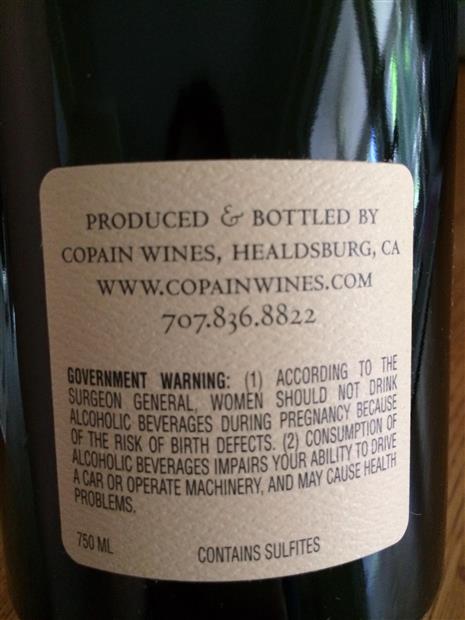 PRODUCED & BOTTLED BY
COPAIN WINES, HEALDSBURG, CA
WWW.COPAINWINES.COM
707.836.8822
GOVERNMENT WARNING: (1) ACCORDING TO THE
SURGEON GENERAL, WOMEN SHOULD NOT DRINK
ALCOHOLIC BEVERAGES DURING PREGNANCY BECAUSE
OF THE RISK OF BIRTH DEFECTS. (2) CONSUMPTION OF
ALCOHOLIC BEVERAGES IMPAIRS YOUR ABILITY TO DRIVE
A CAR OR OPERATE MACHINERY, AND MAY CAUSE HEALTH
PROBLEMS.
750 ML CONTAINS SULFITES